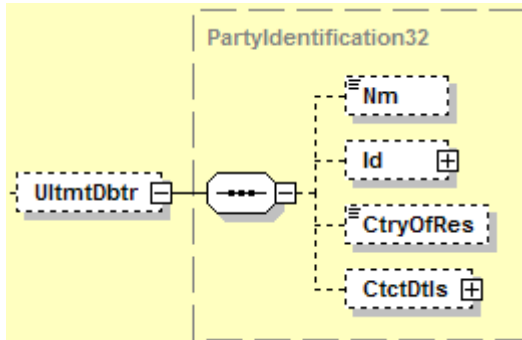 PartyIdentification32
Nm
Id
UltmtDbtr
CtryOfRes
CtctDtls